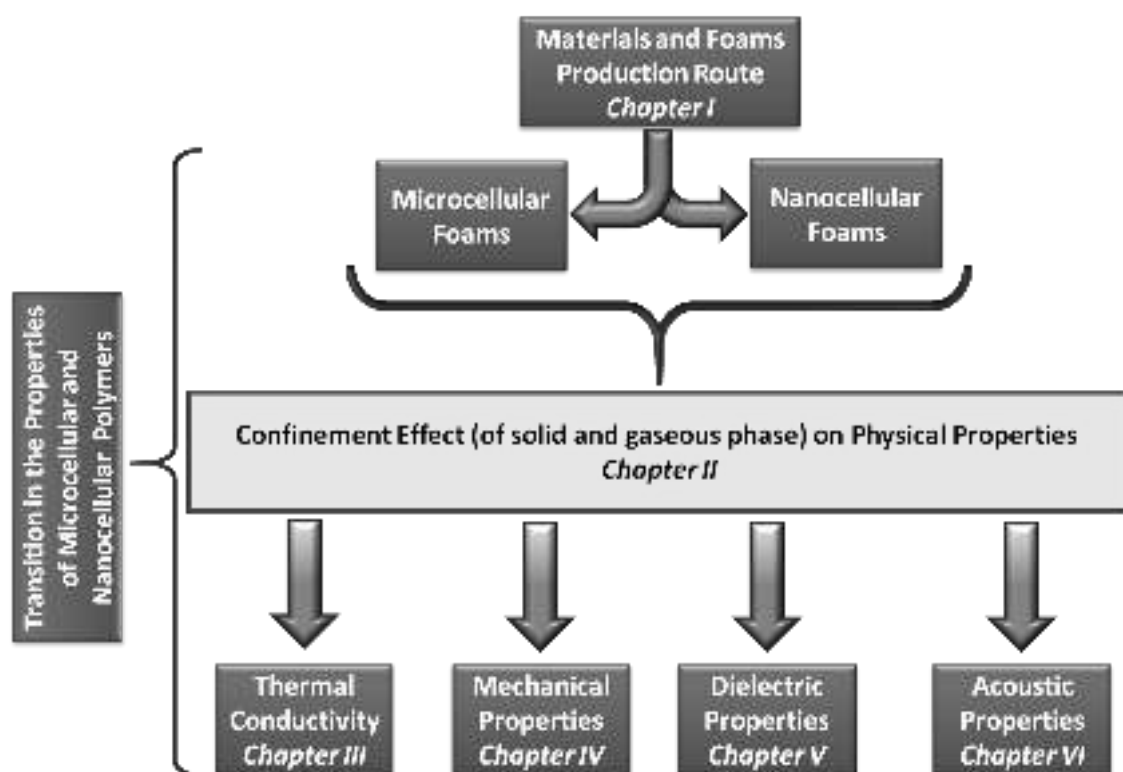 Materials and Foams
Production Route
Chapter I
Microcellular
Foams
Nanocellular
Foams
Transition in the Properties
of Microcellular and
Nanocellular Polymers
Confinement Effect (of solid and gaseous phase) on Physical Properties
Chapter II
Thermal
Conductivity
Chapter III
Mechanical
Properties
Chapter IV
Dielectric
Properties
Chapter V
Acoustic
Properties
Chapter VI